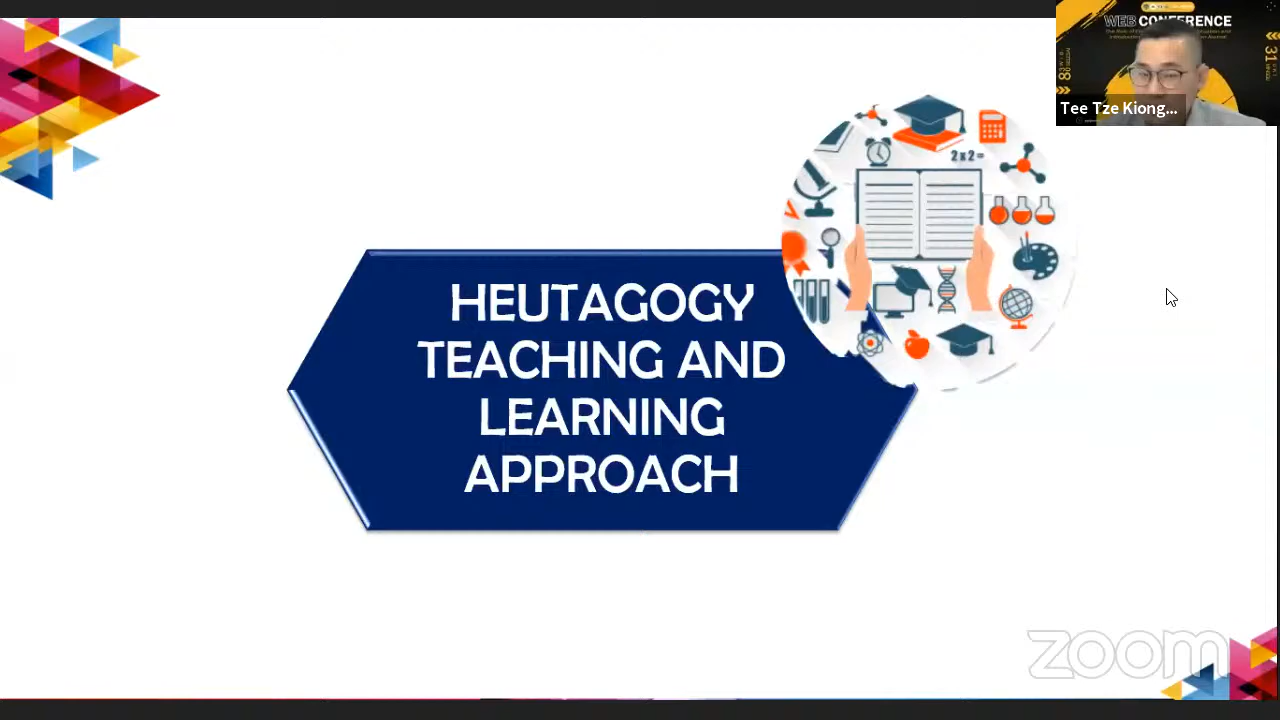 WEB CONFERENCE
Tee Tze Kiong...
2x2=
HEUTAGOGY
TEACHING AND
LEARNING
APPROACH
zoom